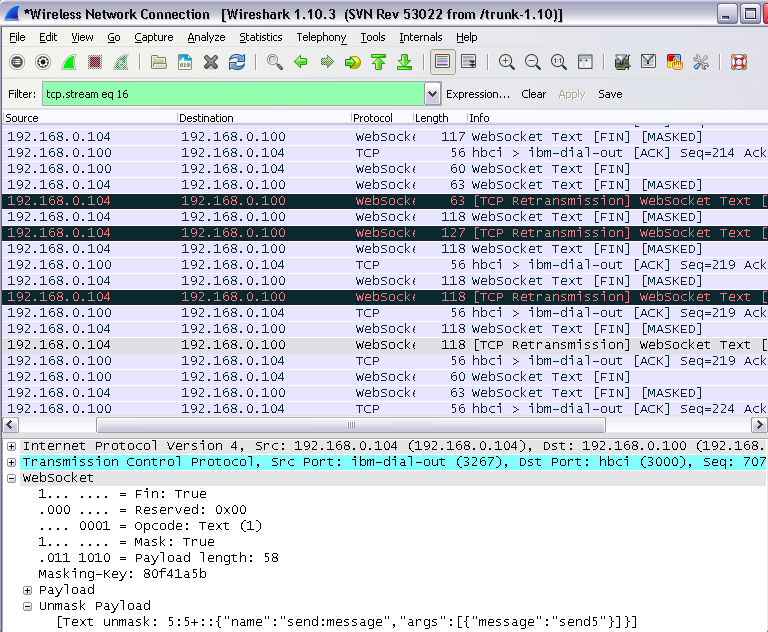 *Wireless Network Connection [Wireshark 1.10.3 (SVN Rev 53022 from /trunk-1.10)]
File Edit View Go Capture Analyze Statistics Telephony Tools Internals Help
Filter: tcp.stream eq 16 Expression... Clear Apply Save
Source Destination Protocol Length Info
192.168.0.104 192.168.0.100 WebSocke 117 WebSocket Text [FIN] [MASKED]
192.168.0.100 192.168.0.104 TCP 56 hbci > ibm-dial-out [ACK] Seq=214 Ack
192.168.0.100 192.168.0.104 WebSocke 60 WebSocket Text [FIN]
192.168.0.104 192.168.0.100 WebSocke 63 WebSocket Text [FIN] [MASKED]
192.168.0.104 192.168.0.100 WebSocke 63 [TCP Retransmission] WebSocket Text [
192.168.0.104 192.168.0.100 WebSocke 118 WebSocket Text [FIN] [MASKED]
192.168.0.104 192.168.0.100 WebSocke 127 [TCP Retransmission] WebSocket Text [
192.168.0.104 192.168.0.100 WebSocke 118 WebSocket Text [FIN] [MASKED]
192.168.0.100 192.168.0.104 TCP 56 hbci > ibm-dial-out [ACK] Seq=219 Ack
192.168.0.104 192.168.0.100 WebSocke 118 WebSocket Text [FIN] [MASKED]
192.168.0.104 192.168.0.100 WebSocke 118 [TCP Retransmission] WebSocket Text [
192.168.0.100 192.168.0.104 TCP 56 hbci > ibm-dial-out [ACK] Seq=219 Ack
192.168.0.104 192.168.0.100 WebSocke 118 WebSocket Text [FIN] [MASKED]
192.168.0.104 192.168.0.100 WebSocke 118 [TCP Retransmission] WebSocket Text [
192.168.0.100 192.168.0.104 TCP 56 hbci > ibm-dial-out [ACK] Seq=219 Ack
192.168.0.100 192.168.0.104 WebSocke 60 WebSocket Text [FIN]
192.168.0.104 192.168.0.100 WebSocke 63 WebSocket Text [FIN] [MASKED]
192.168.0.100 192.168.0.104 TCP 56 hbci > ibm-dial-out [ACK] Seq=224 Ack
Internet Protocol Version 4, Src: 192.168.0.104 (192.168.0.104), Dst: 192.168.0.100 (192.168.
Transmission Control Protocol, Src Port: ibm-dial-out (3267), Dst Port: hbci (3000), Seq: 707
WebSocket
1... .... = Fin: True
.000 .... = Reserved: 0x00
.... 0001 = Opcode: Text (1)
1... .... = Mask: True
.011 1010 = Payload length: 58
Masking-Key: 80f41a5b
Payload
Unmask Payload
[Text unmask: 5:5+::{"name":"send:message","args":[{"message":"send5"}]}]